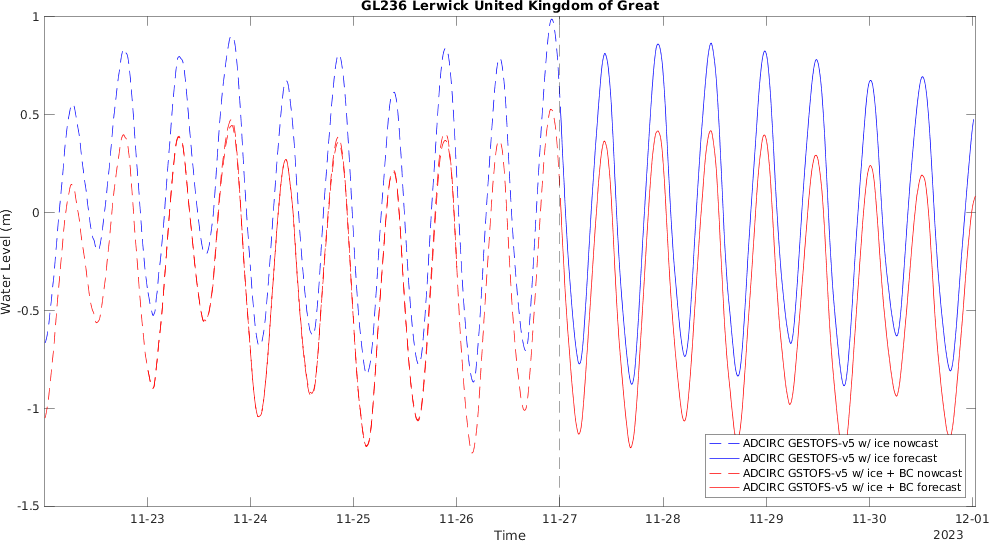 GL236 Lerwick United Kingdom of Great
1
0.5
0
-0.5
-1
-1.5
Water Level (m)
ADCIRC GESTOFS-v5 w/ ice nowcast
ADCIRC GESTOFS-v5 w/ ice forecast
ADCIRC GSTOFS-v5 w/ ice + BC nowcast
ADCIRC GSTOFS-v5 w/ ice + BC forecast
11-23 11-24 11-25 11-26 11-27 11-28 11-29 11-30 12-01
Time
2023